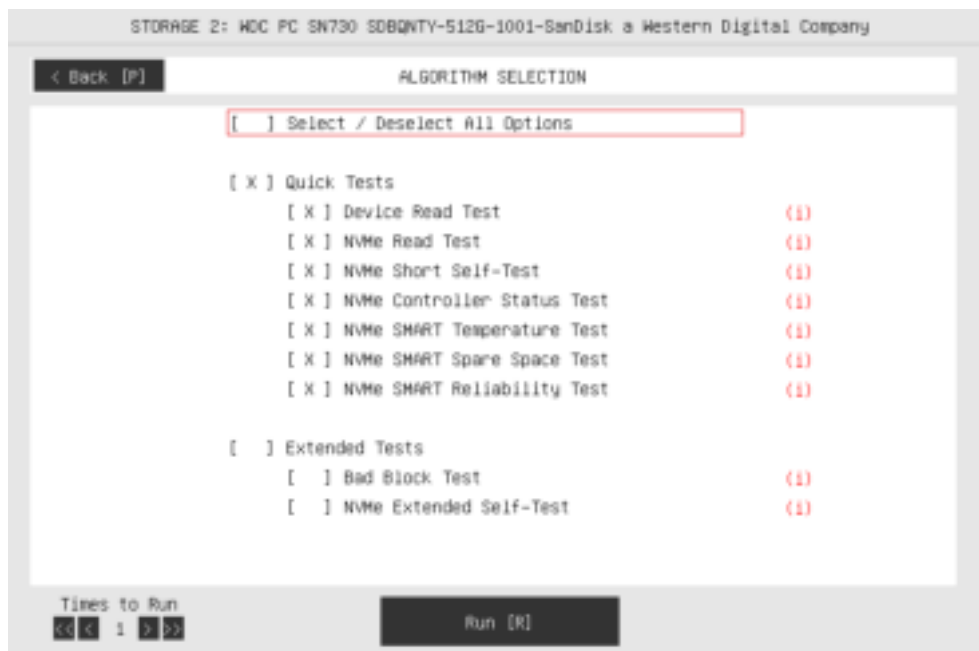 STORAGE 2: WDC PC SN730 SDBQNTY-512G-1001-SanDisk a Western Digital Company
< Back [P]
ALGORITHM SELECTION
[ ] Select / Deselect All Options
[ X ] Quick Tests
[ X ] Device Read Test (i)
[ X ] NVMe Read Test (i)
[ X ] NVMe Short Self-Test (i)
[ X ] NVMe Controller Status Test (i)
[ X ] NVMe SMART Temperature Test (i)
[ X ] NVMe SMART Spare Space Test (i)
[ X ] NVMe SMART Reliability Test (i)
[ ] Extended Tests
[ ] Bad Block Test (i)
[ ] NVMe Extended Self-Test (i)
Times to Run
<< < 1 > >>
Run [R]